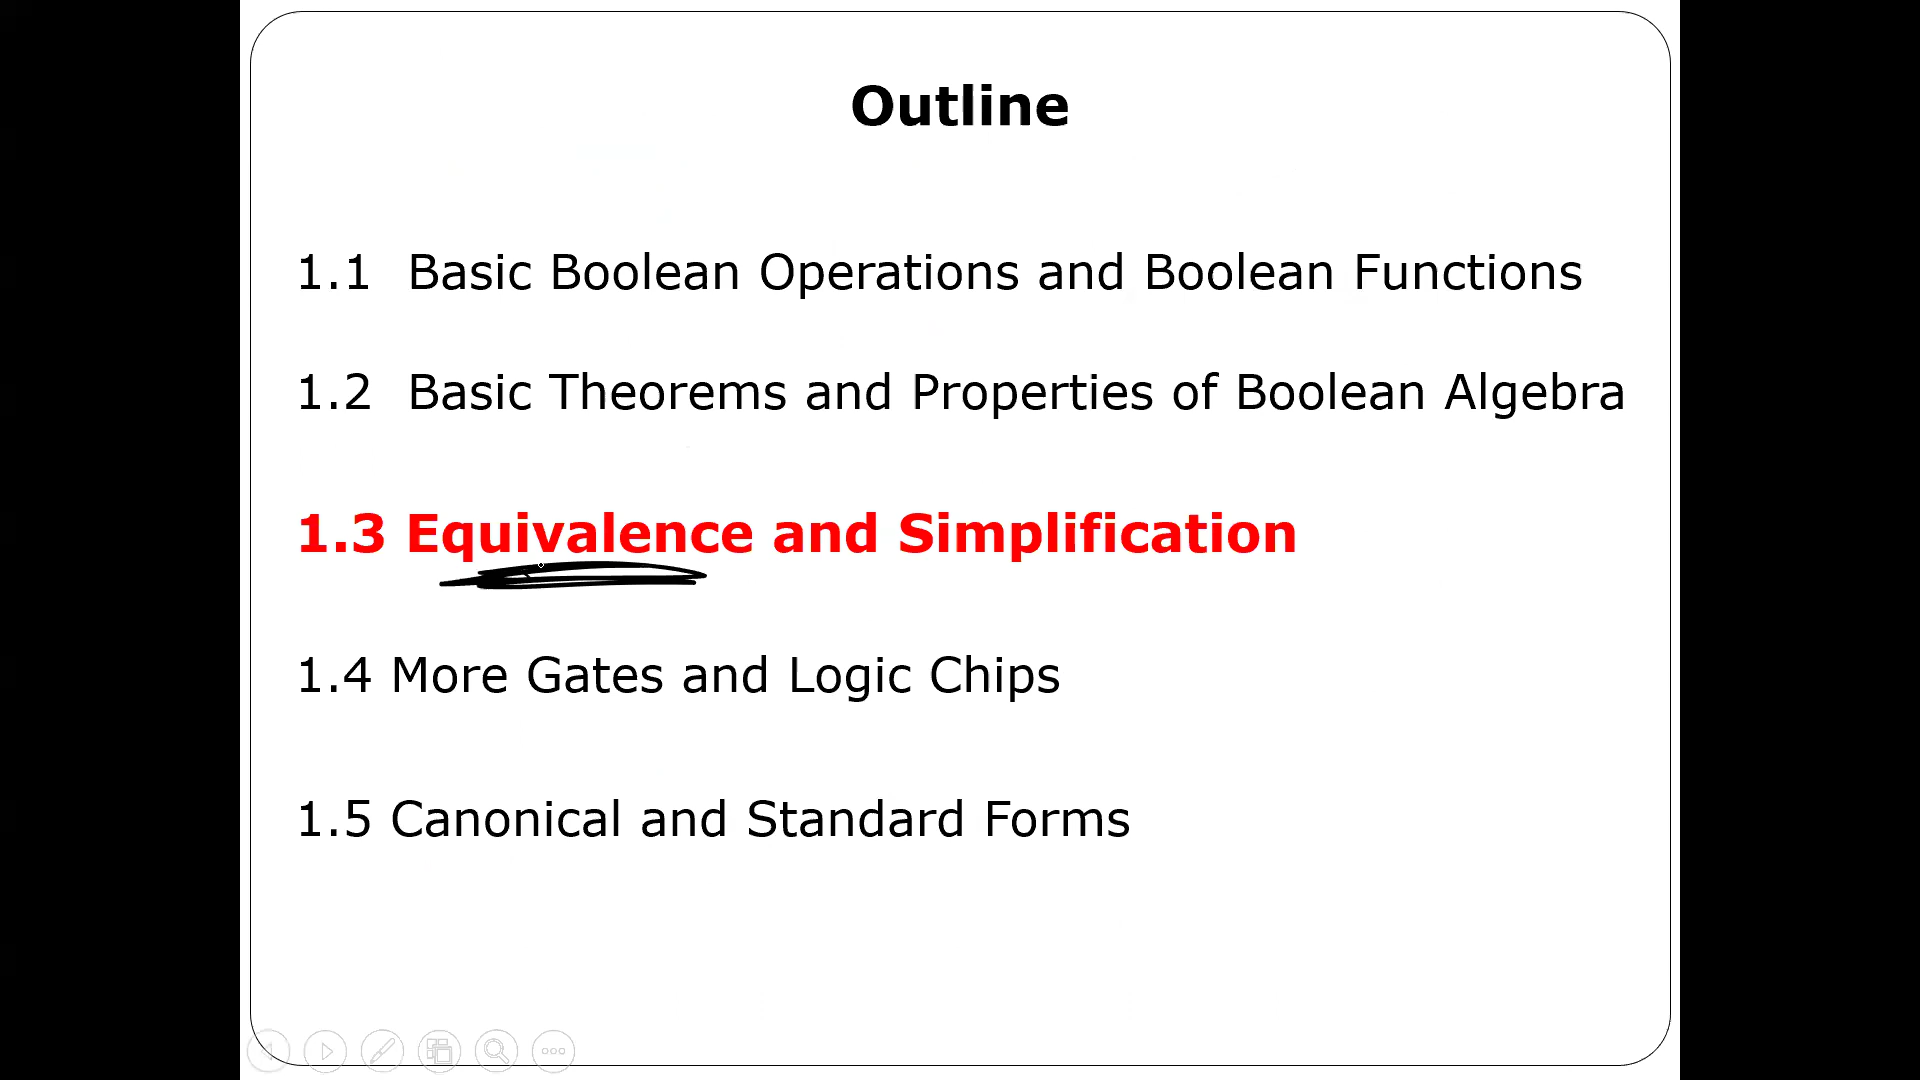 Outline
1.1 Basic Boolean Operations and Boolean Functions
1.2 Basic Theorems and Properties of Boolean Algebra
1.3 Equivalence and Simplification
1.4 More Gates and Logic Chips
1.5 Canonical and Standard Forms